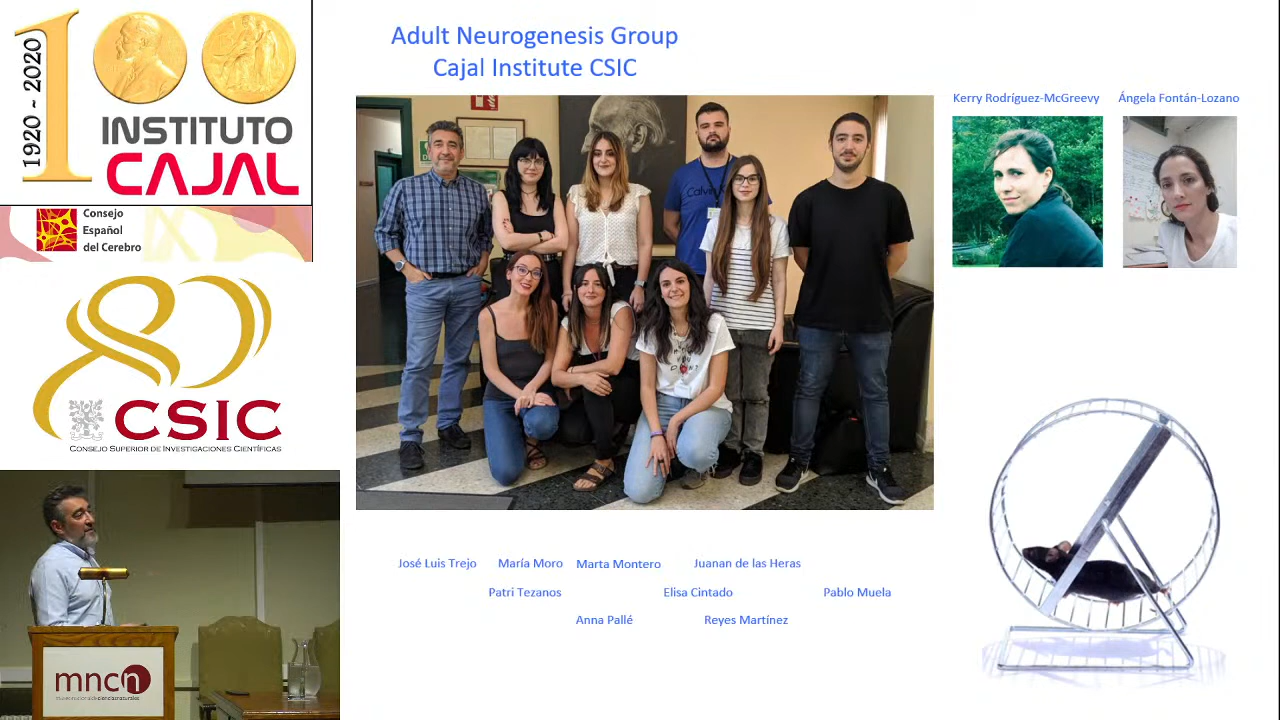 1920 ~ 2020
100
INSTITUTO
CAJAL
Consejo
Español
del Cerebro
80
CSIC
CONSEJO SUPERIOR DE INVESTIGACIONES CIENTÍFICAS
mncn
Adult Neurogenesis Group
Cajal Institute CSIC
Kerry Rodríguez-McGreevy Ángela Fontán-Lozano
José Luis Trejo María Moro Marta Montero Juanan de las Heras
Patri Tezanos Elisa Cintado Pablo Muela
Anna Pallé Reyes Martínez